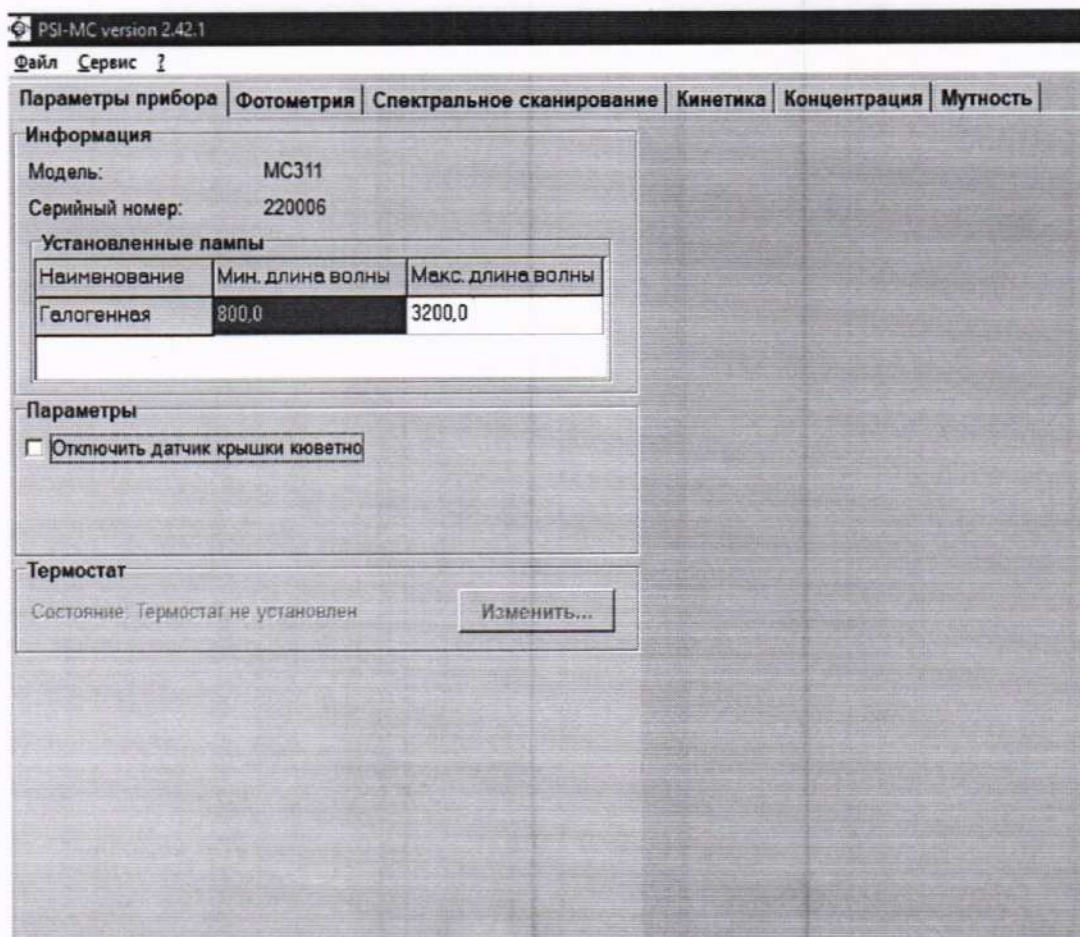 PSI-MC version 2.42.1
Файл Сервис ?
Параметры прибора Фотометрия Спектральное сканирование Кинетика Концентрация Мутность
Информация
Модель: МС311
Серийный номер: 220006
Установленные лампы
Наименование Мин. длина волны Макс. длина волны
Галогенная 800,0 3200,0
Параметры
Отключить датчик крышки кюветно
Термостат
Состояние: Термостат не установлен Изменить...